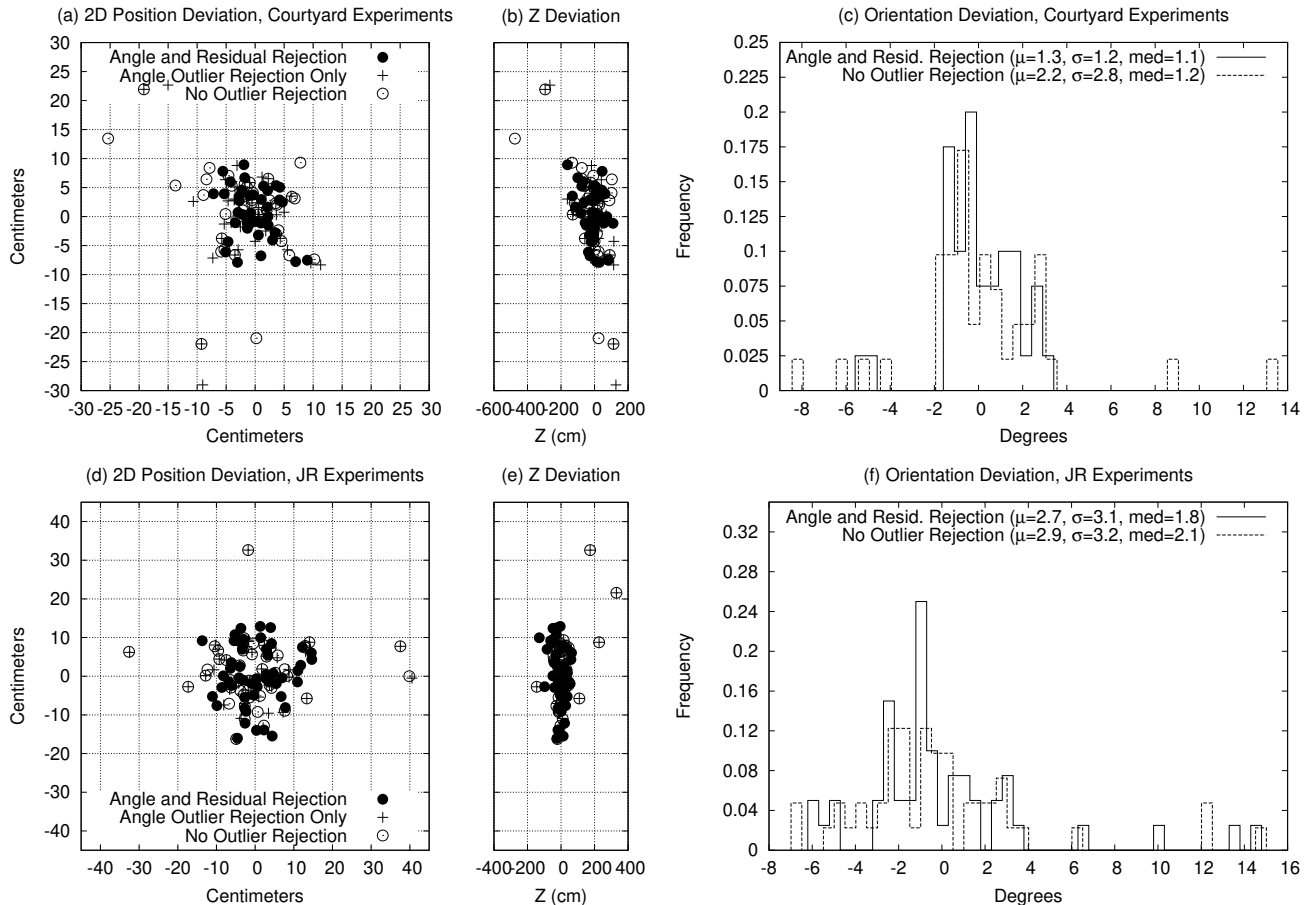 (a) 2D Position Deviation, Courtyard Experiments
30
25
20
15
10
5
0
-5
-10
-15
-20
-25
-30
Centimeters
Angle and Residual Rejection
Angle Outlier Rejection Only
No Outlier Rejection
-30 -25 -20 -15 -10 -5 0 5 10 15 20 25 30
Centimeters
(b) Z Deviation
-600 -400 -200 0 200
Z (cm)
(c) Orientation Deviation, Courtyard Experiments
0.25
0.225
0.2
0.175
0.15
0.125
0.1
0.075
0.05
0.025
0
Frequency
Angle and Resid. Rejection (μ=1.3, σ=1.2, med=1.1)
No Outlier Rejection (μ=2.2, σ=2.8, med=1.2)
-8 -6 -4 -2 0 2 4 6 8 10 12 14
Degrees
(d) 2D Position Deviation, JR Experiments
40
30
20
10
0
-10
-20
-30
-40
Centimeters
Angle and Residual Rejection
Angle Outlier Rejection Only
No Outlier Rejection
-40 -30 -20 -10 0 10 20 30 40
Centimeters
(e) Z Deviation
-400 -200 0 200 400
Z (cm)
(f) Orientation Deviation, JR Experiments
0.32
0.28
0.24
0.2
0.16
0.12
0.08
0.04
0
Frequency
Angle and Resid. Rejection (μ=2.7, σ=3.1, med=1.8)
No Outlier Rejection (μ=2.9, σ=3.2, med=2.1)
-8 -6 -4 -2 0 2 4 6 8 10 12 14 16
Degrees